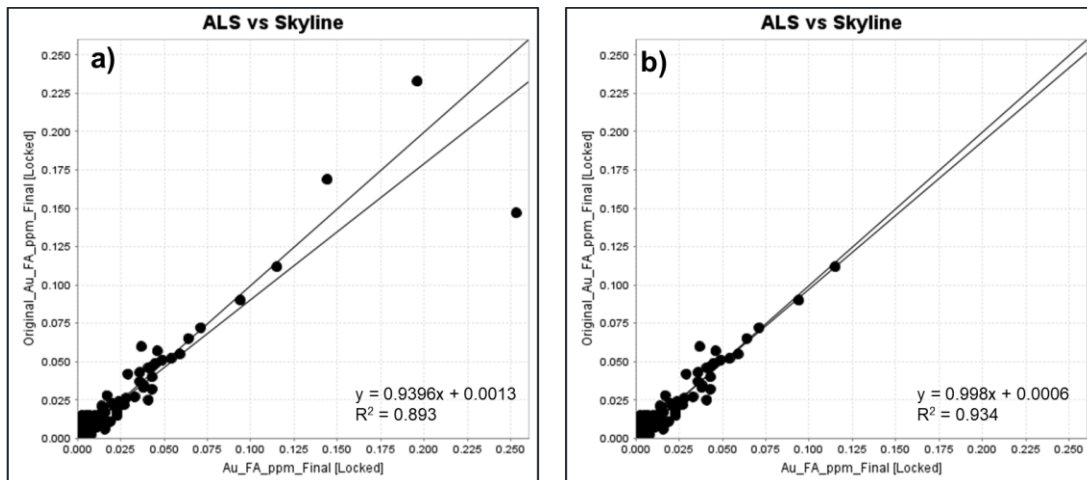 ALS vs Skyline
a)
0.250
0.225
0.200
0.175
0.150
0.125
0.100
0.075
0.050
0.025
0.000
Original_Au_FA_ppm_Final [Locked]
y = 0.9396x + 0.0013
R² = 0.893
0.000 0.025 0.050 0.075 0.100 0.125 0.150 0.175 0.200 0.225 0.250
Au_FA_ppm_Final [Locked]
ALS vs Skyline
b)
0.250
0.225
0.200
0.175
0.150
0.125
0.100
0.075
0.050
0.025
0.000
Original_Au_FA_ppm_Final [Locked]
y = 0.998x + 0.0006
R² = 0.934
0.000 0.025 0.050 0.075 0.100 0.125 0.150 0.175 0.200 0.225 0.250
Au_FA_ppm_Final [Locked]